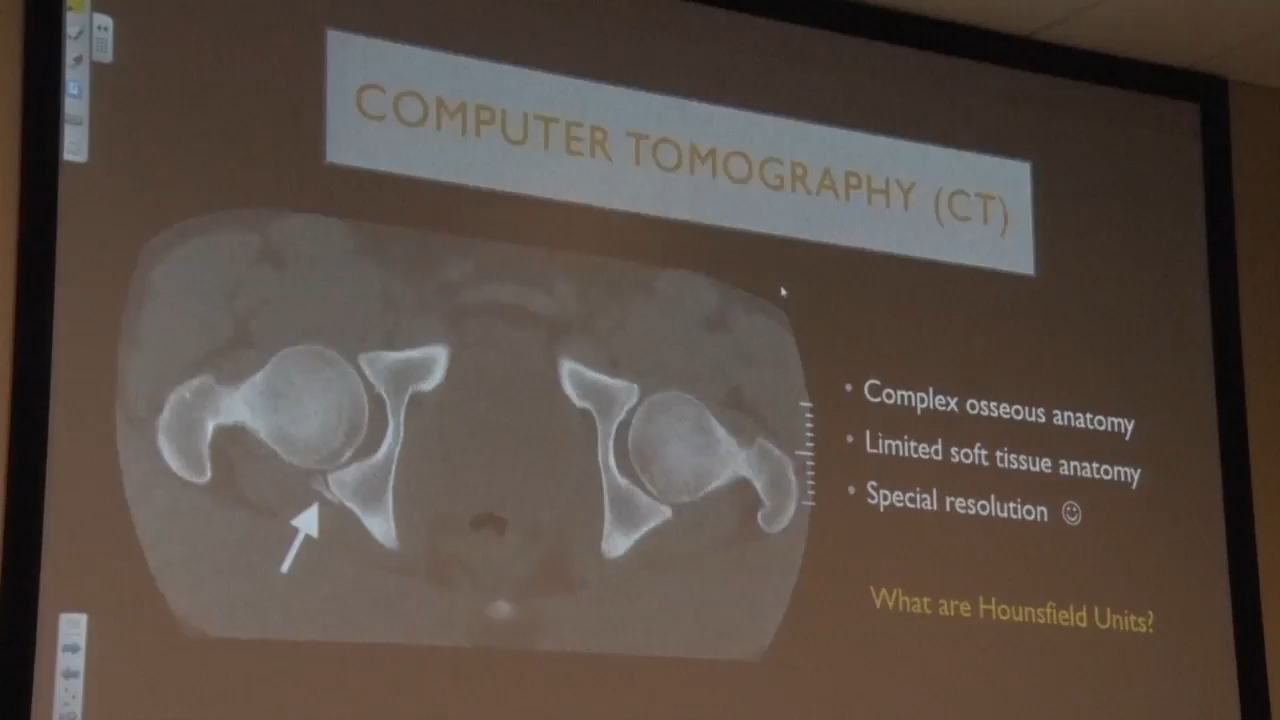 COMPUTER TOMOGRAPHY (CT)
• Complex osseous anatomy
• Limited soft tissue anatomy
• Special resolution ☺
What are Hounsfield Units?